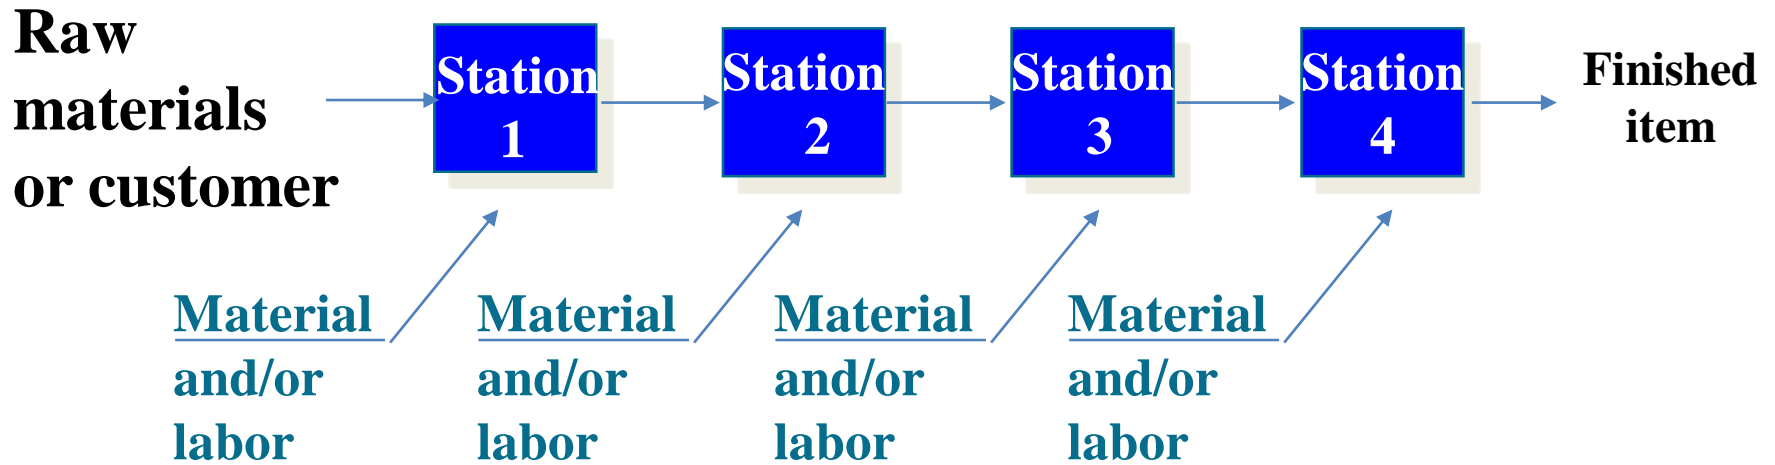 Raw
materials
or customer
Station
1
Station
2
Station
3
Station
4
Finished
item
Material
and/or
labor
Material
and/or
labor
Material
and/or
labor
Material
and/or
labor